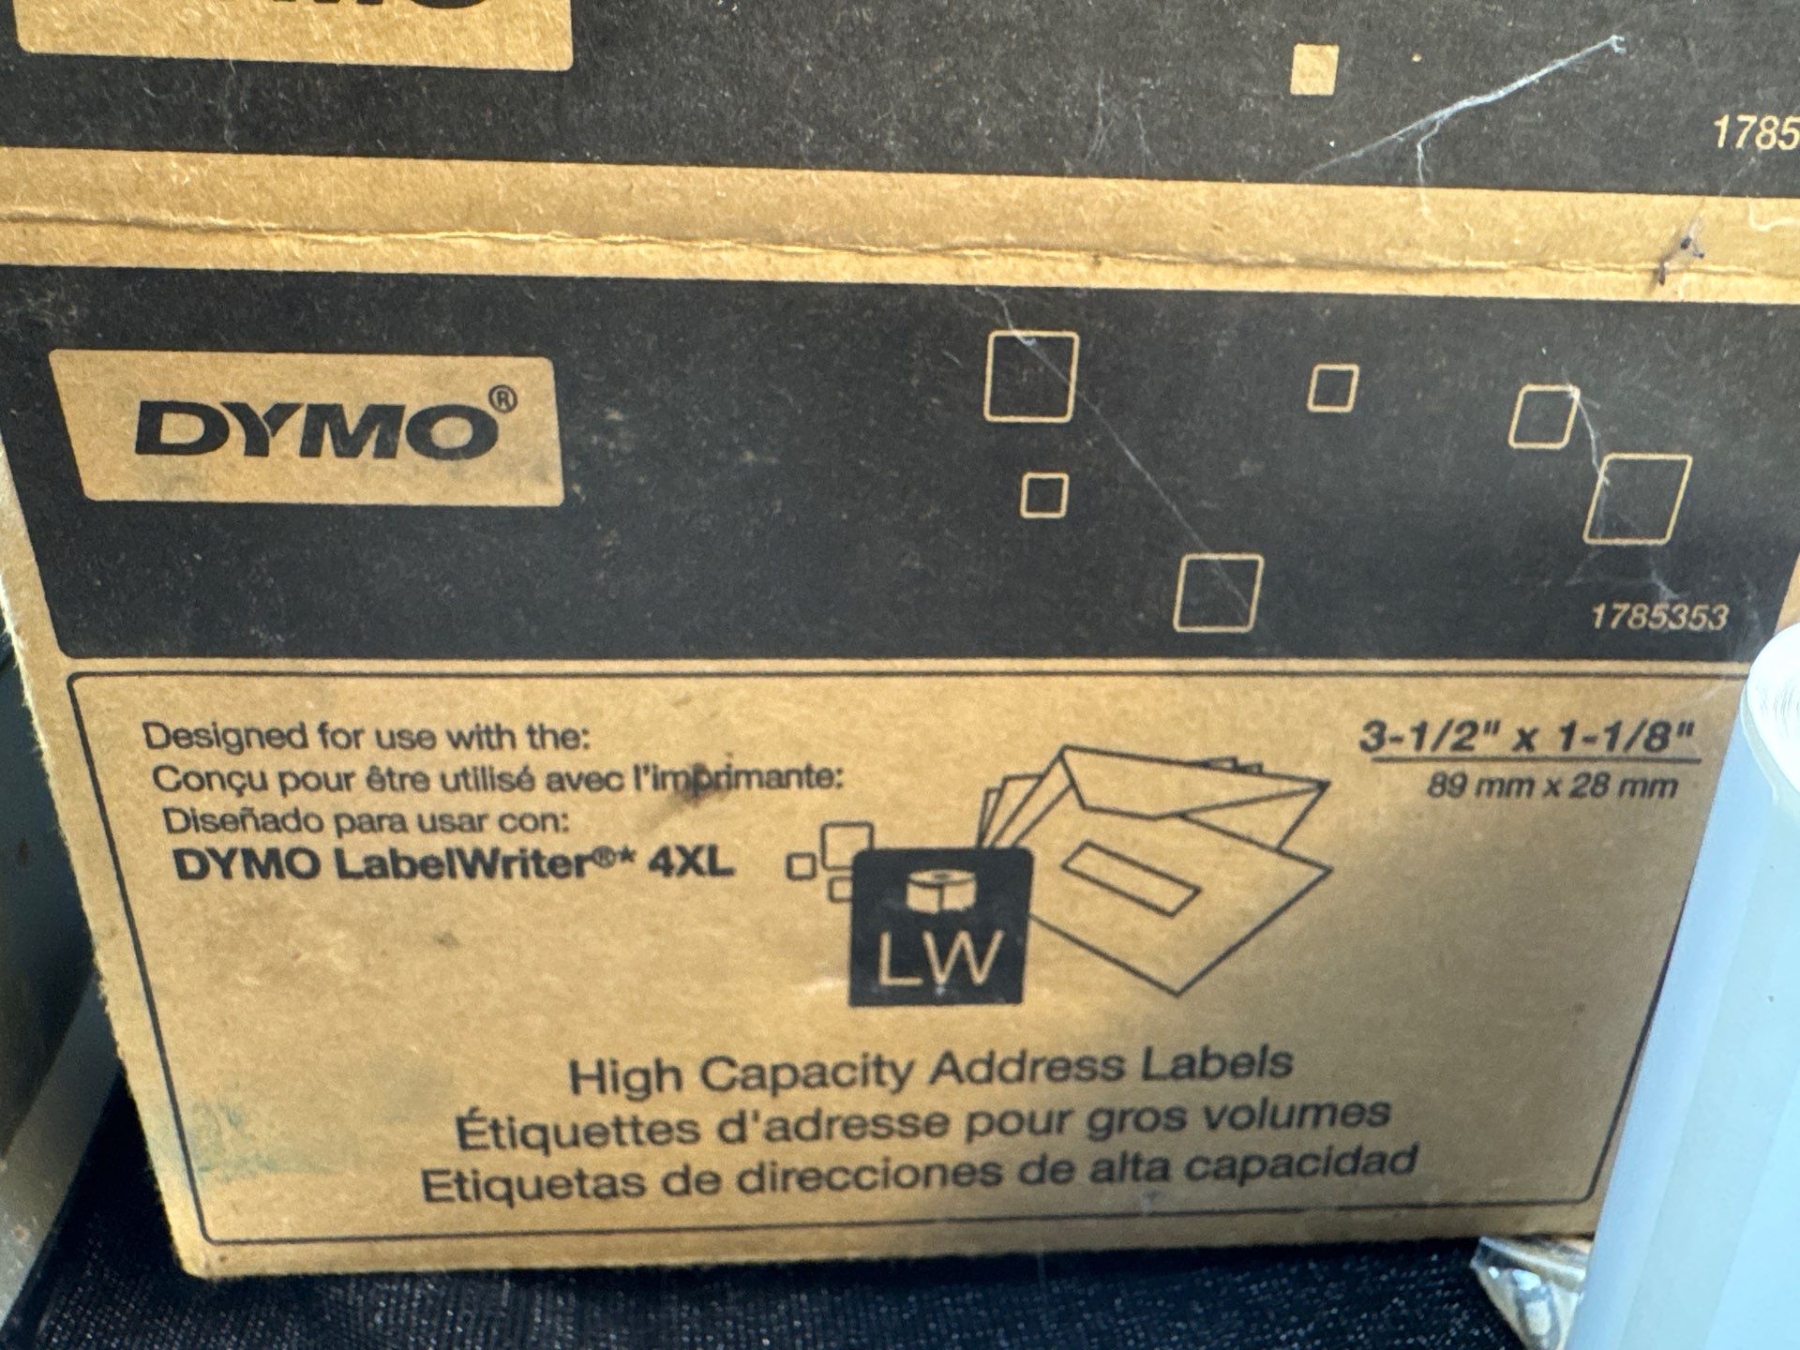 1785
DYMO®
1785353
Designed for use with the:
Conçu pour être utilisé avec l'imprimante:
Diseñado para usar con:
DYMO LabelWriter®* 4XL
3-1/2" x 1-1/8"
89 mm x 28 mm
LW
High Capacity Address Labels
Étiquettes d'adresse pour gros volumes
Etiquetas de direcciones de alta capacidad